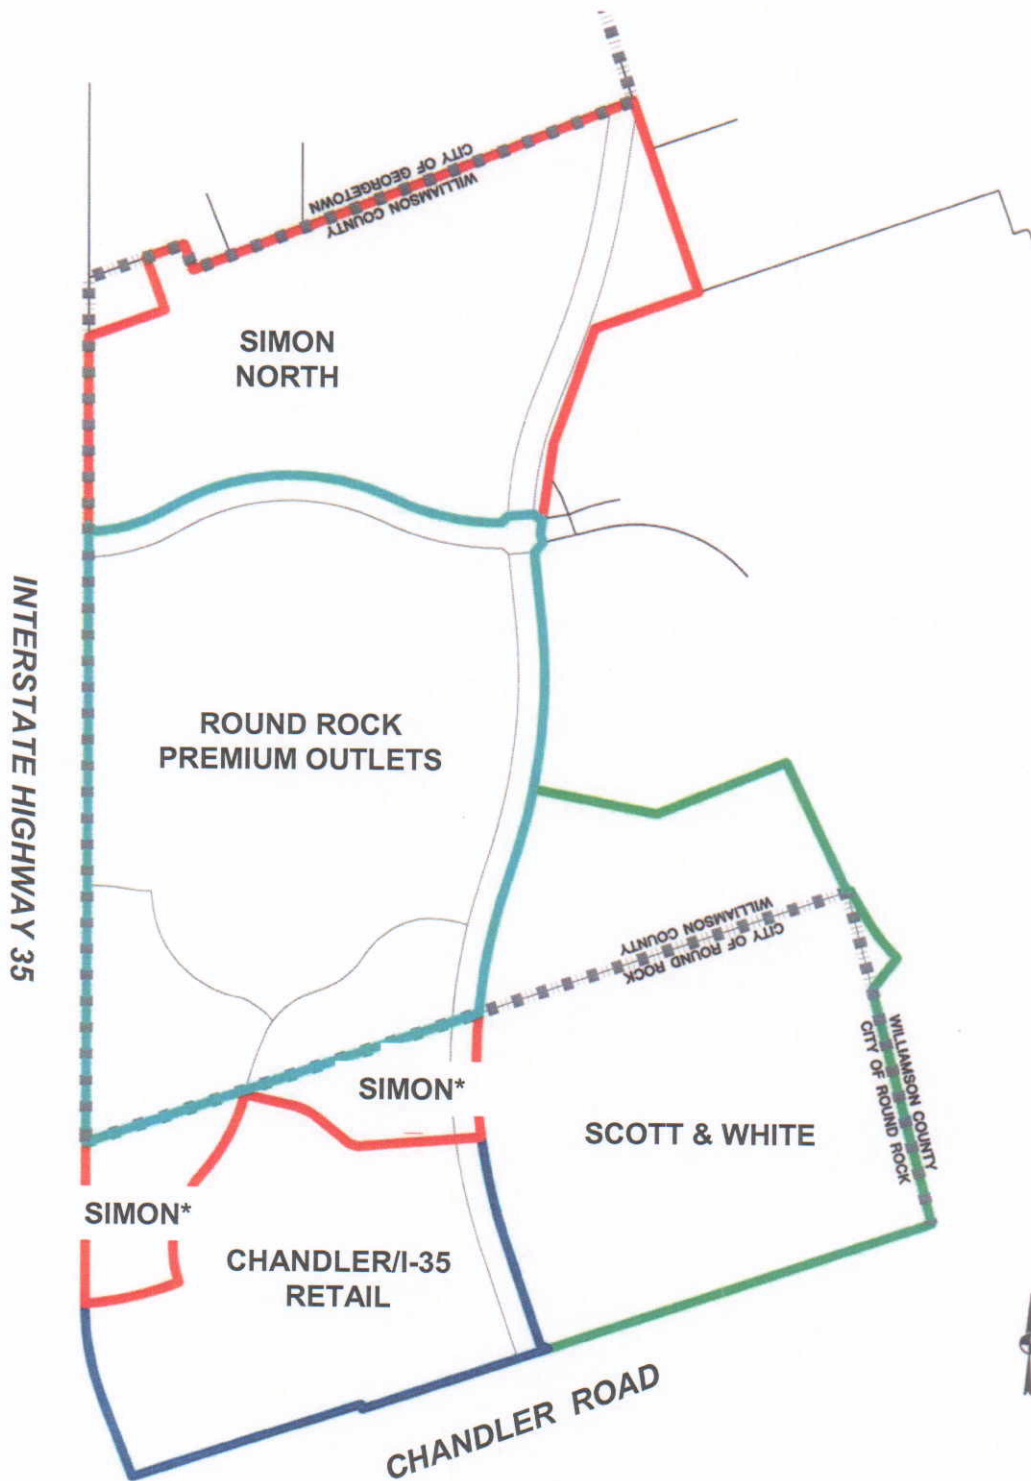 CITY OF GEORGETOWN
WILLIAMSON COUNTY
SIMON
NORTH
INTERSTATE HIGHWAY 35
ROUND ROCK
PREMIUM OUTLETS
WILLIAMSON COUNTY
CITY OF ROUND ROCK
WILLIAMSON COUNTY
CITY OF ROUND ROCK
SIMON*
SCOTT & WHITE
SIMON*
CHANDLER/I-35
RETAIL
CHANDLER ROAD